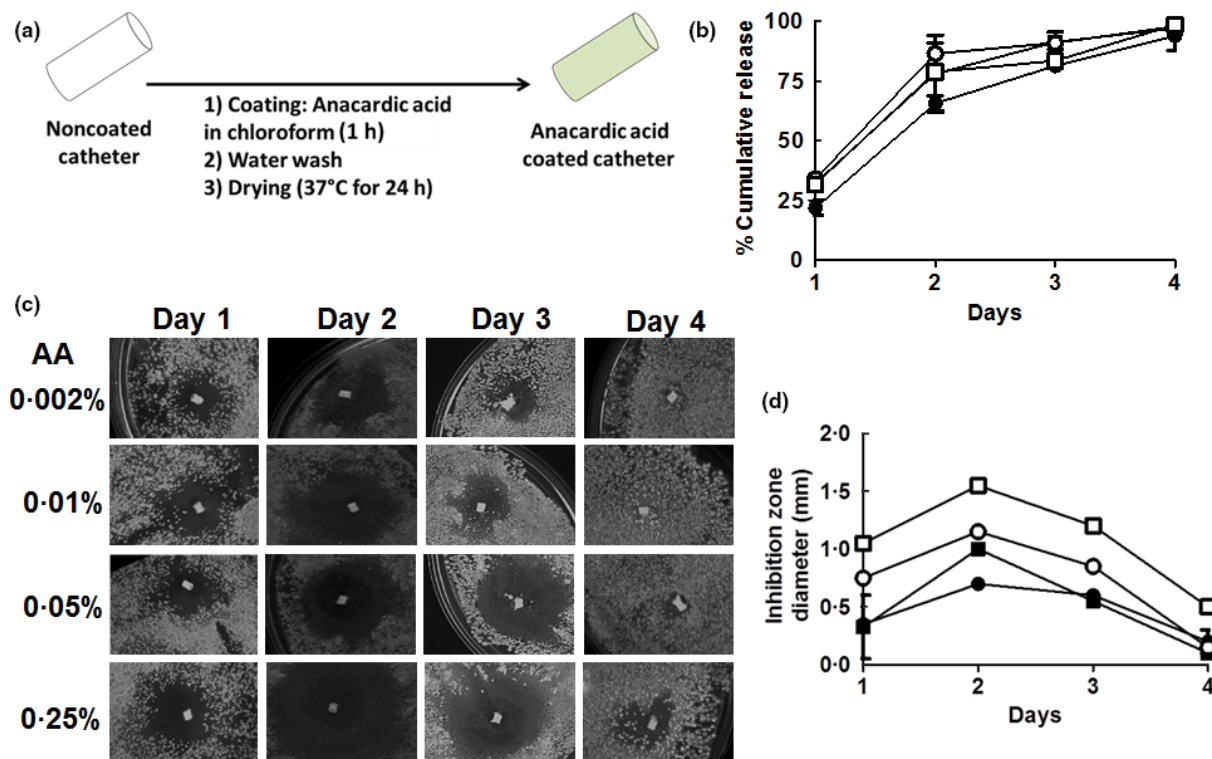 (a)
Noncoated
catheter
1) Coating: Anacardic acid
in chloroform (1 h)
2) Water wash
3) Drying (37°C for 24 h)
Anacardic acid
coated catheter
(b)
% Cumulative release
100
75
50
25
0
1 2 3 4
Days
(c)
Day 1 Day 2 Day 3 Day 4
AA
0·002%
0·01%
0·05%
0·25%
(d)
Inhibition zone
diameter (mm)
2·0
1·5
1·0
0·5
0·0
1 2 3 4
Days